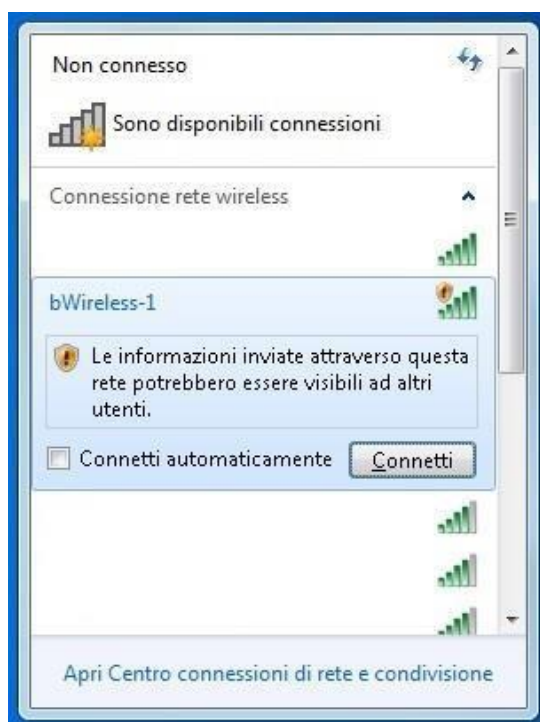 Non connesso
Sono disponibili connessioni
Connessione rete wireless
bWireless-1
Le informazioni inviate attraverso questa
rete potrebbero essere visibili ad altri
utenti.
Connetti automaticamente Connetti
Apri Centro connessioni di rete e condivisione